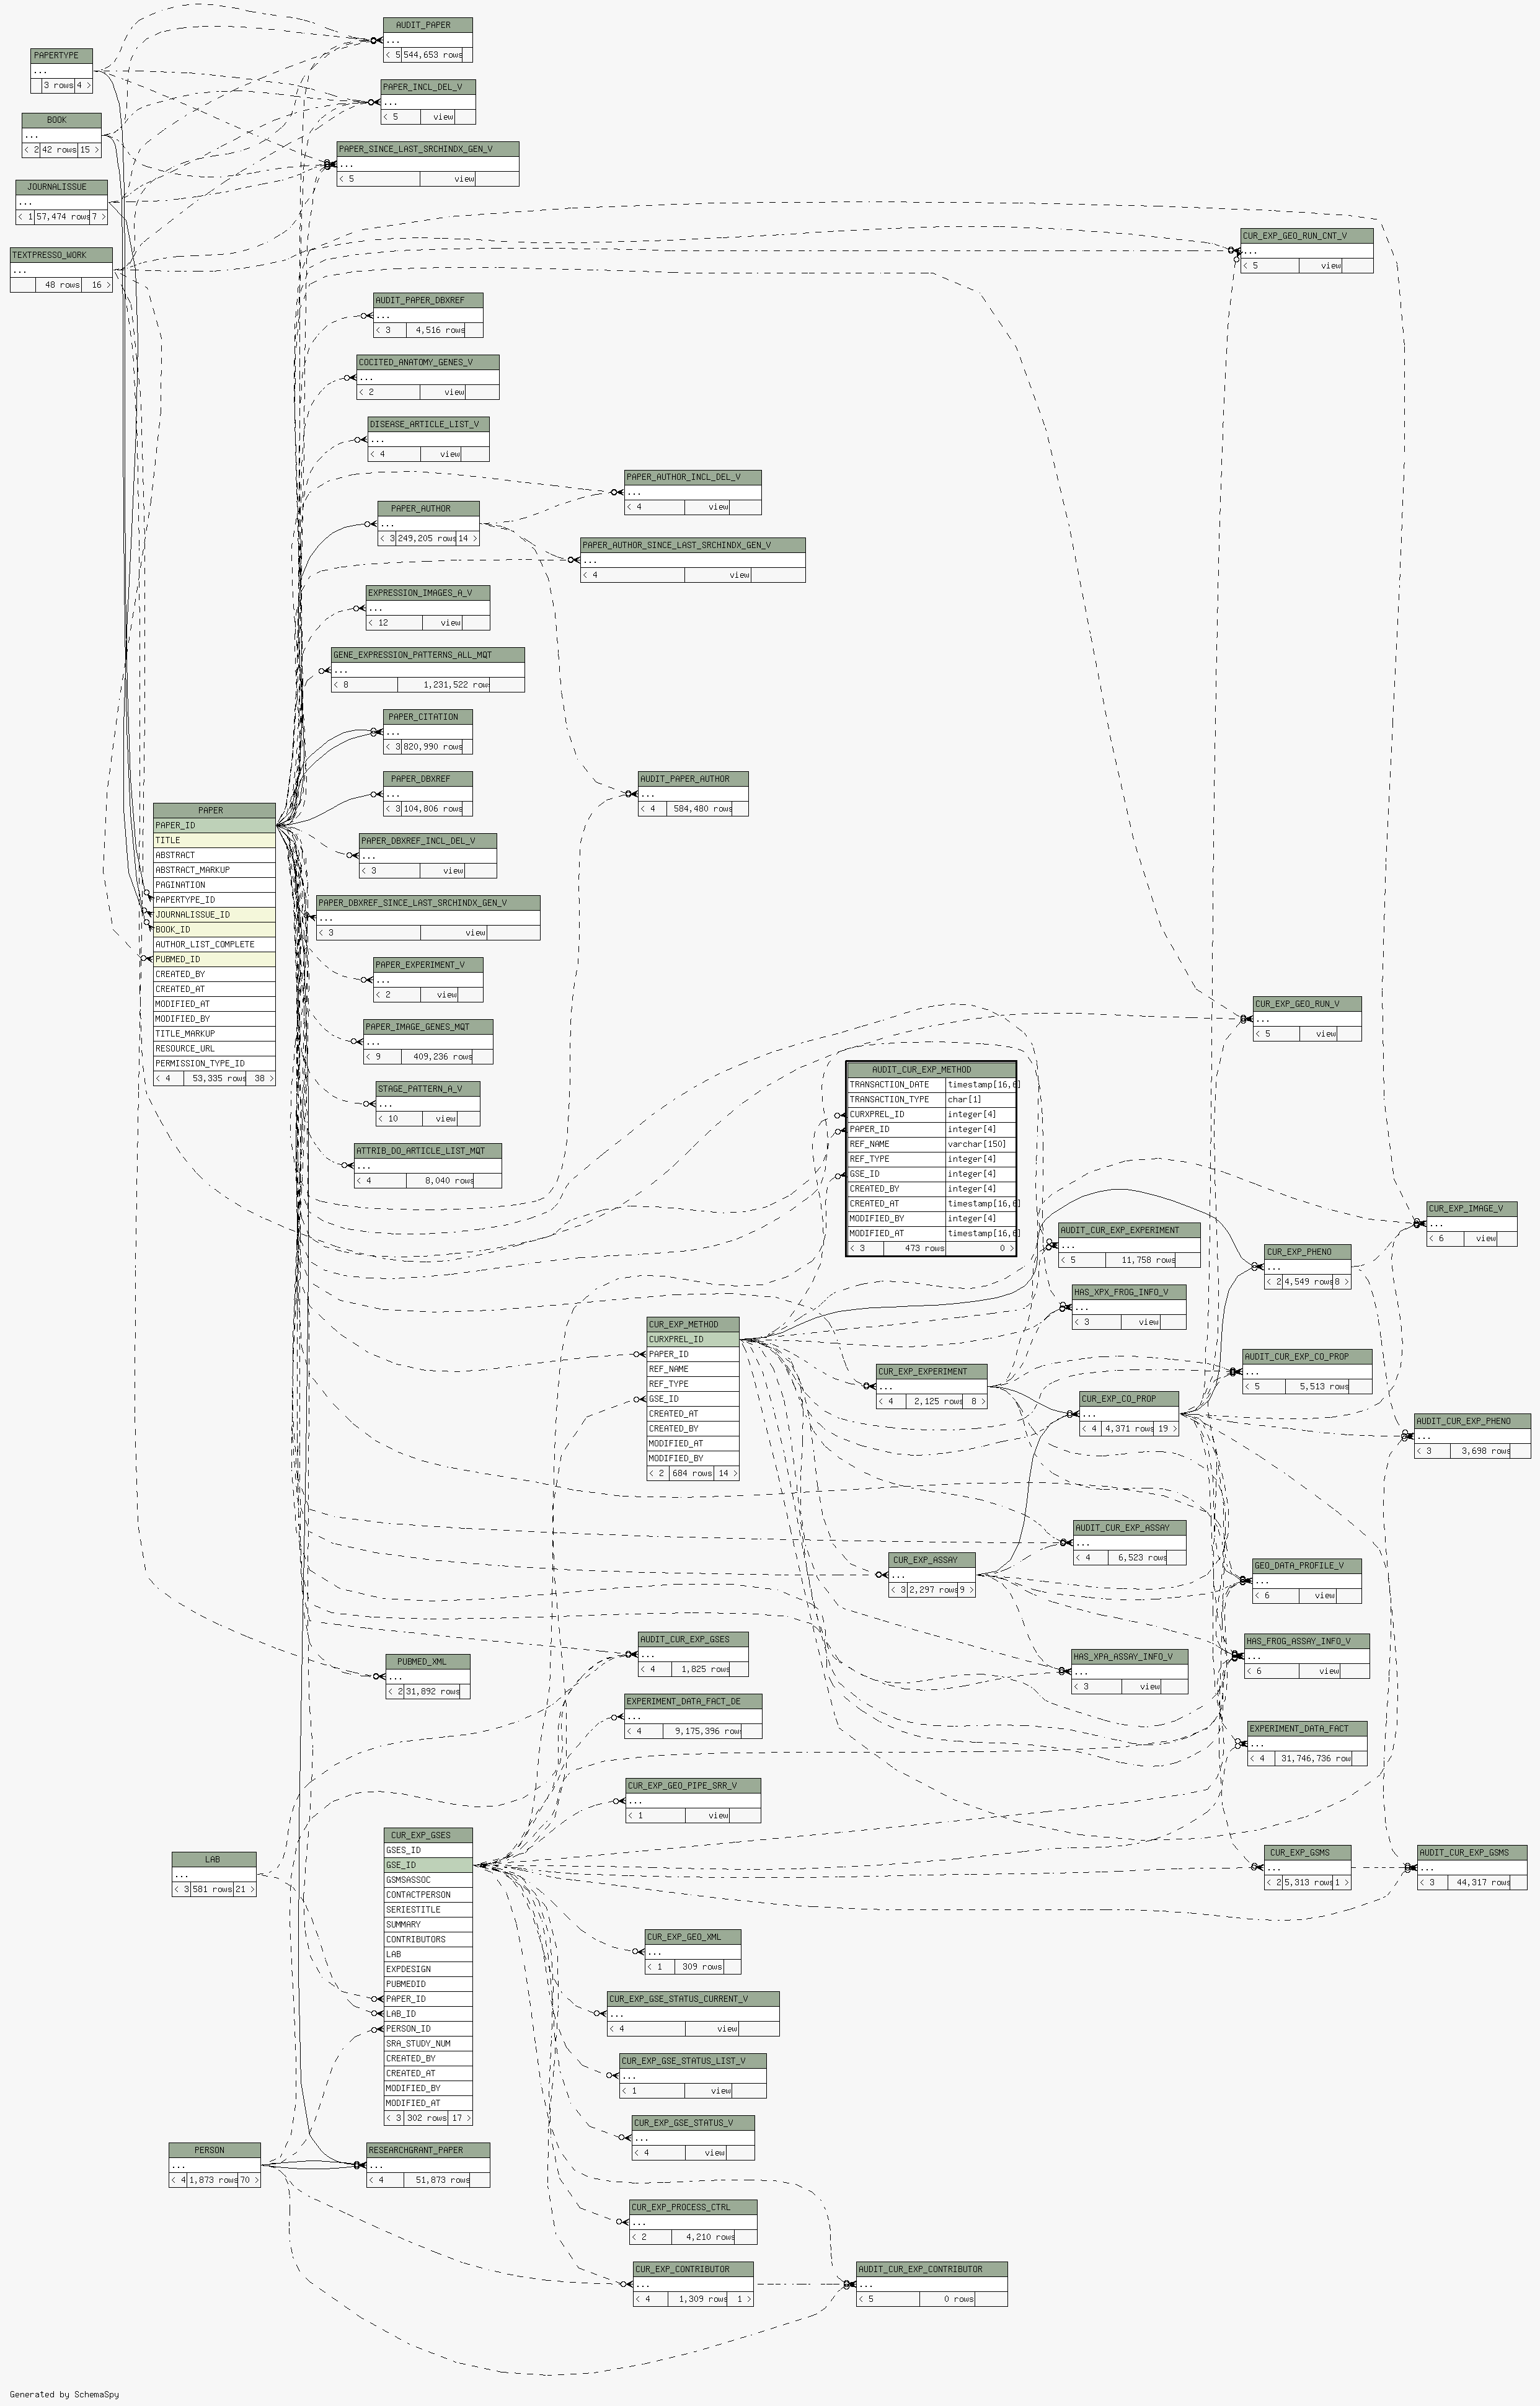 AUDIT_PAPER
...
< 5 544,653 rows
PAPERTYPE
...
3 rows 4 >
PAPER_INCL_DEL_V
...
< 5 view
BOOK
...
< 2 42 rows 15 >
PAPER_SINCE_LAST_SRCHINDX_GEN_V
...
< 5 view
JOURNALISSUE
...
< 1 57,474 rows 7 >
TEXTPRESSO_WORK
...
48 rows 16 >
CUR_EXP_GEO_RUN_CNT_V
...
< 5 view
AUDIT_PAPER_DBXREF
...
< 3 4,516 rows
COCITED_ANATOMY_GENES_V
...
< 2 view
DISEASE_ARTICLE_LIST_V
...
< 4 view
PAPER_AUTHOR_INCL_DEL_V
...
< 4 view
PAPER_AUTHOR
...
< 3 249,205 rows 14 >
PAPER_AUTHOR_SINCE_LAST_SRCHINDX_GEN_V
...
< 4 view
EXPRESSION_IMAGES_A_V
...
< 12 view
GENE_EXPRESSION_PATTERNS_ALL_MQT
...
< 8 1,231,522 row
PAPER_CITATION
...
< 3 820,990 rows
PAPER_DBXREF
...
< 3 104,806 rows
AUDIT_PAPER_AUTHOR
...
< 4 584,480 rows
PAPER
PAPER_ID
TITLE
ABSTRACT
ABSTRACT_MARKUP
PAGINATION
PAPERTYPE_ID
JOURNALISSUE_ID
BOOK_ID
AUTHOR_LIST_COMPLETE
PUBMED_ID
CREATED_BY
CREATED_AT
MODIFIED_AT
MODIFIED_BY
TITLE_MARKUP
RESOURCE_URL
PERMISSION_TYPE_ID
< 4 53,335 rows 38 >
PAPER_DBXREF_INCL_DEL_V
...
< 3 view
PAPER_DBXREF_SINCE_LAST_SRCHINDX_GEN_V
...
< 3 view
PAPER_EXPERIMENT_V
...
< 2 view
PAPER_IMAGE_GENES_MQT
...
< 9 409,236 rows
STAGE_PATTERN_A_V
...
< 10 view
ATTRIB_DO_ARTICLE_LIST_MQT
...
< 4 8,040 rows
CUR_EXP_GEO_RUN_V
...
< 5 view
AUDIT_CUR_EXP_METHOD
TRANSACTION_DATE timestamp[16,6]
TRANSACTION_TYPE char[1]
CURXPREL_ID integer[4]
PAPER_ID integer[4]
REF_NAME varchar[150]
REF_TYPE integer[4]
GSE_ID integer[4]
CREATED_BY integer[4]
CREATED_AT timestamp[16,6]
MODIFIED_BY integer[4]
MODIFIED_AT timestamp[16,6]
< 3 473 rows 0 >
CUR_EXP_IMAGE_V
...
< 6 view
AUDIT_CUR_EXP_EXPERIMENT
...
< 5 11,758 rows
CUR_EXP_PHENO
...
< 2 4,549 rows 8 >
HAS_XPX_FROG_INFO_V
...
< 3 view
CUR_EXP_METHOD
CURXPREL_ID
PAPER_ID
REF_NAME
REF_TYPE
GSE_ID
CREATED_AT
CREATED_BY
MODIFIED_AT
MODIFIED_BY
< 2 684 rows 14 >
CUR_EXP_EXPERIMENT
...
< 4 2,125 rows 8 >
AUDIT_CUR_EXP_CO_PROP
...
< 5 5,513 rows
CUR_EXP_CO_PROP
...
< 4 4,371 rows 19 >
AUDIT_CUR_EXP_PHENO
...
< 3 3,698 rows
AUDIT_CUR_EXP_ASSAY
...
< 4 6,523 rows
CUR_EXP_ASSAY
...
< 3 2,297 rows 9 >
GEO_DATA_PROFILE_V
...
< 6 view
AUDIT_CUR_EXP_GSES
...
< 4 1,825 rows
HAS_FROG_ASSAY_INFO_V
...
< 6 view
HAS_XPA_ASSAY_INFO_V
...
< 3 view
PUBMED_XML
...
< 2 31,892 rows
EXPERIMENT_DATA_FACT_DE
...
< 4 9,175,396 row
EXPERIMENT_DATA_FACT
...
< 4 31,746,736 row
CUR_EXP_GEO_PIPE_SRR_V
...
< 1 view
LAB
...
< 3 581 rows 21 >
CUR_EXP_GSES
GSES_ID
GSE_ID
GSMSASSOC
CONTACTPERSON
SERIESTITLE
SUMMARY
CONTRIBUTORS
LAB
EXPDESIGN
PUBMEDID
PAPER_ID
LAB_ID
PERSON_ID
SRA_STUDY_NUM
CREATED_BY
CREATED_AT
MODIFIED_BY
MODIFIED_AT
< 3 302 rows 17 >
CUR_EXP_GSMS
...
< 2 5,313 rows 1 >
AUDIT_CUR_EXP_GSMS
...
< 3 44,317 rows
CUR_EXP_GEO_XML
...
< 1 309 rows
CUR_EXP_GSE_STATUS_CURRENT_V
...
< 4 view
CUR_EXP_GSE_STATUS_LIST_V
...
< 1 view
CUR_EXP_GSE_STATUS_V
...
< 4 view
PERSON
...
< 4 1,873 rows 70 >
RESEARCHGRANT_PAPER
...
< 4 51,873 rows
CUR_EXP_PROCESS_CTRL
...
< 2 4,210 rows
CUR_EXP_CONTRIBUTOR
...
< 4 1,309 rows 1 >
AUDIT_CUR_EXP_CONTRIBUTOR
...
< 5 0 rows
Generated by SchemaSpy